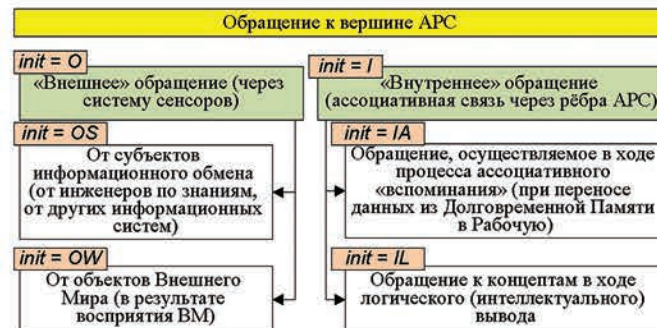 Обращение к вершине АРС
init = O
«Внешнее» обращение (через
систему сенсоров)
init = OS
От субъектов
информационного обмена
(от инженеров по знаниям,
от других информационных
систем)
init = OW
От объектов Внешнего
Мира (в результате
восприятия ВМ)
init = I
«Внутреннее» обращение
(ассоциативная связь через рёбра АРС)
init = IA
Обращение, осуществляемое в ходе
процесса ассоциативного
«вспоминания» (при переносе
данных из Долговременной Памяти
в Рабочую)
init = IL
Обращение к концептам в ходе
логического (интеллектуального)
вывода